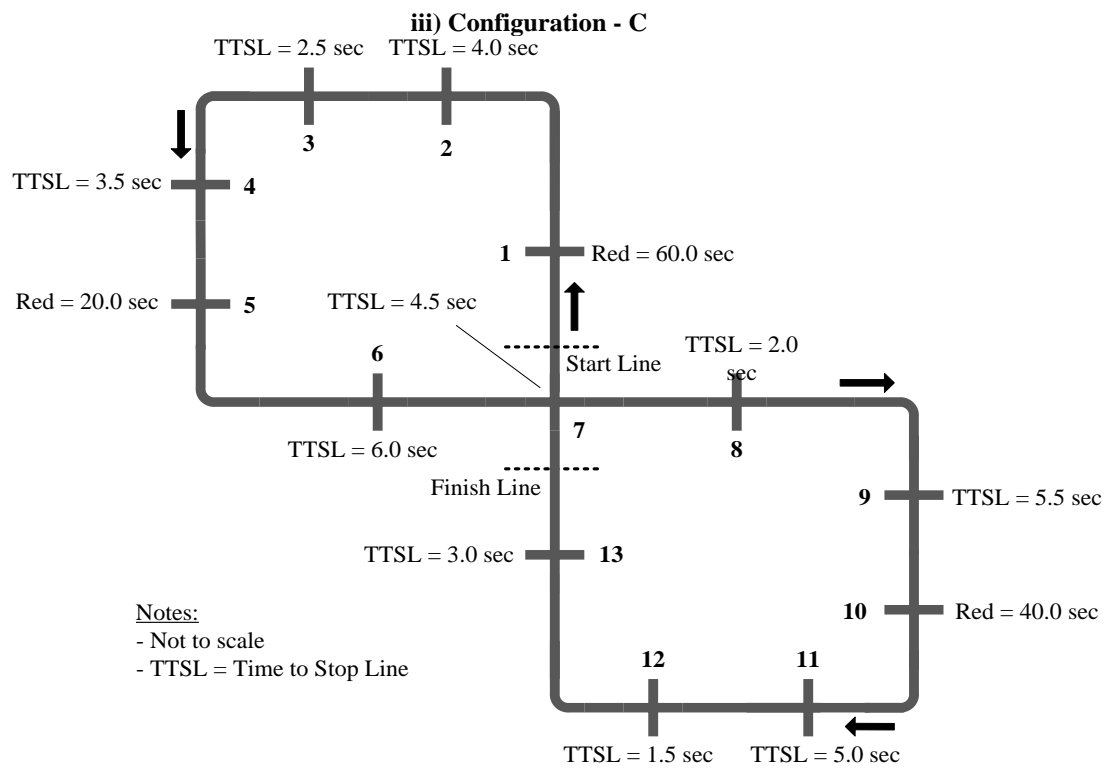 iii) Configuration - C
TTSL = 2.5 sec
TTSL = 4.0 sec
3
2
TTSL = 3.5 sec
4
1
Red = 60.0 sec
Red = 20.0 sec
5
TTSL = 4.5 sec
6
Start Line
TTSL = 2.0
sec
TTSL = 6.0 sec
7
8
Finish Line
9
TTSL = 5.5 sec
TTSL = 3.0 sec
13
10
Red = 40.0 sec
Notes:
- Not to scale
- TTSL = Time to Stop Line
12
11
TTSL = 1.5 sec
TTSL = 5.0 sec